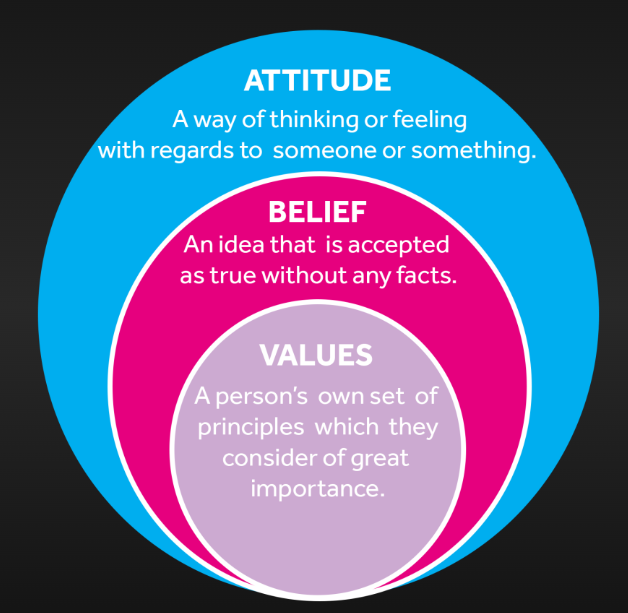 ATTITUDE
A way of thinking or feeling
with regards to someone or something.
BELIEF
An idea that is accepted
as true without any facts.
VALUES
A person's own set of
principles which they
consider of great
importance.